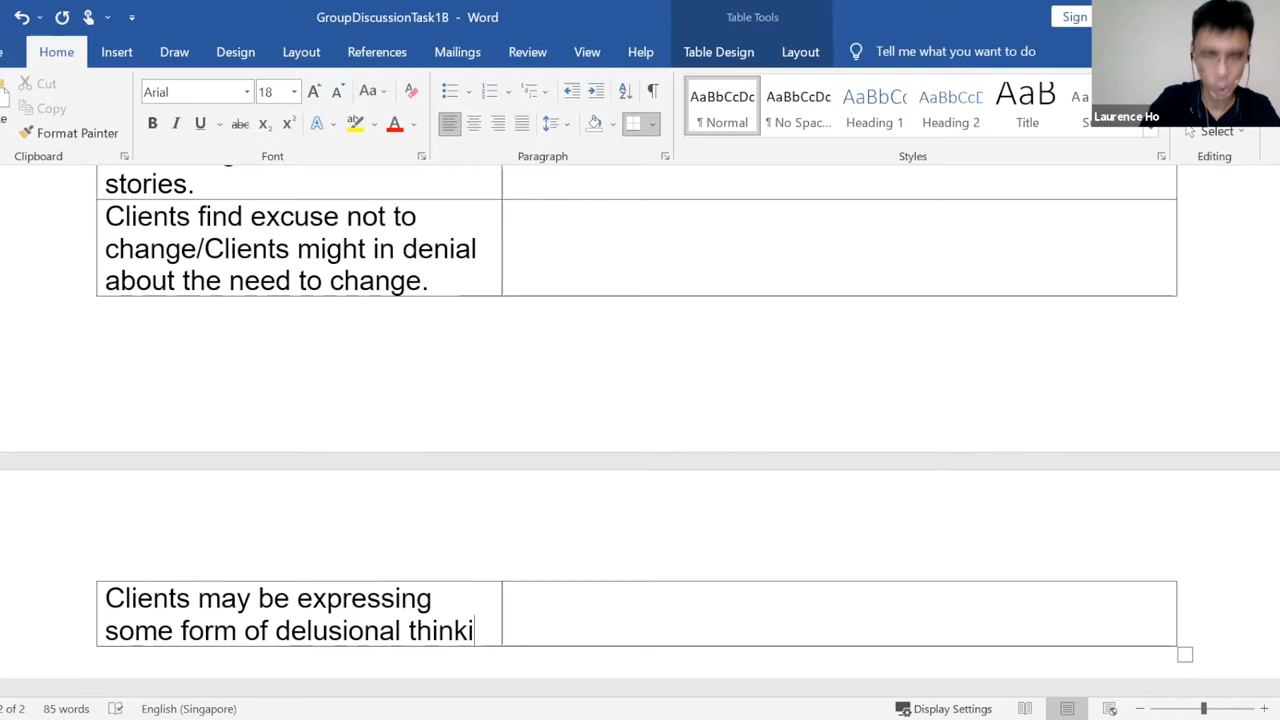 GroupDiscussionTask1B - Word
Table Tools
Sign
Home Insert Draw Design Layout References Mailings Review View Help Table Design Layout Tell me what you want to do
Cut
Copy
Format Painter
Clipboard
Arial 18
Font
Paragraph
AaBbCcDc AaBbCcDc AaBbCc AaBbCcD AaB
¶ Normal ¶ No Spac... Heading 1 Heading 2 Title
Styles
Select
Editing
Laurence Ho
stories.
Clients find excuse not to
change/Clients might in denial
about the need to change.
Clients may be expressing
some form of delusional thinki
2 of 2 85 words English (Singapore) Display Settings